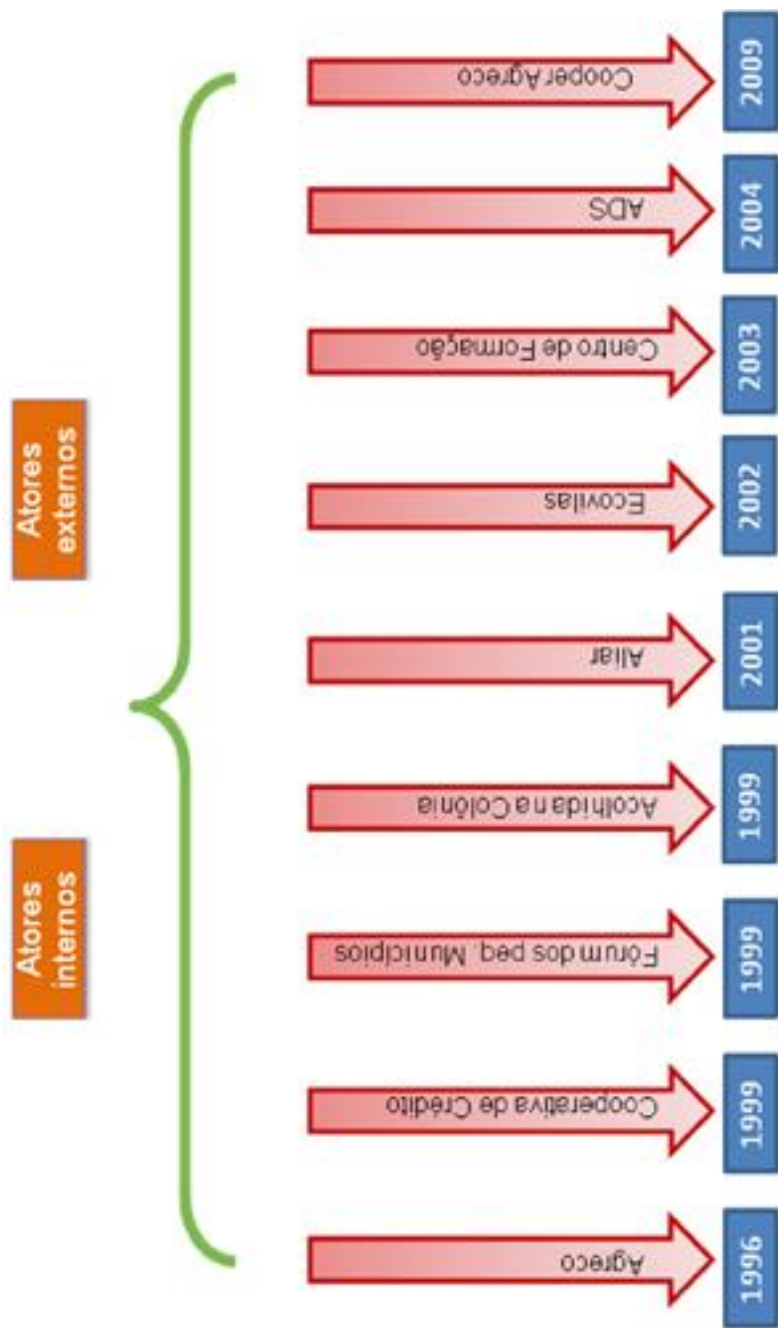 Atores
internos
Atores
externos
Agreco
Cooperativa de Crédito
Fórum dos peq. Municípios
Acolhida na Colônia
Aliar
Ecovilas
Centro de Formação
ADS
Cooper Agreco
1996
1999
1999
1999
2001
2002
2003
2004
2009